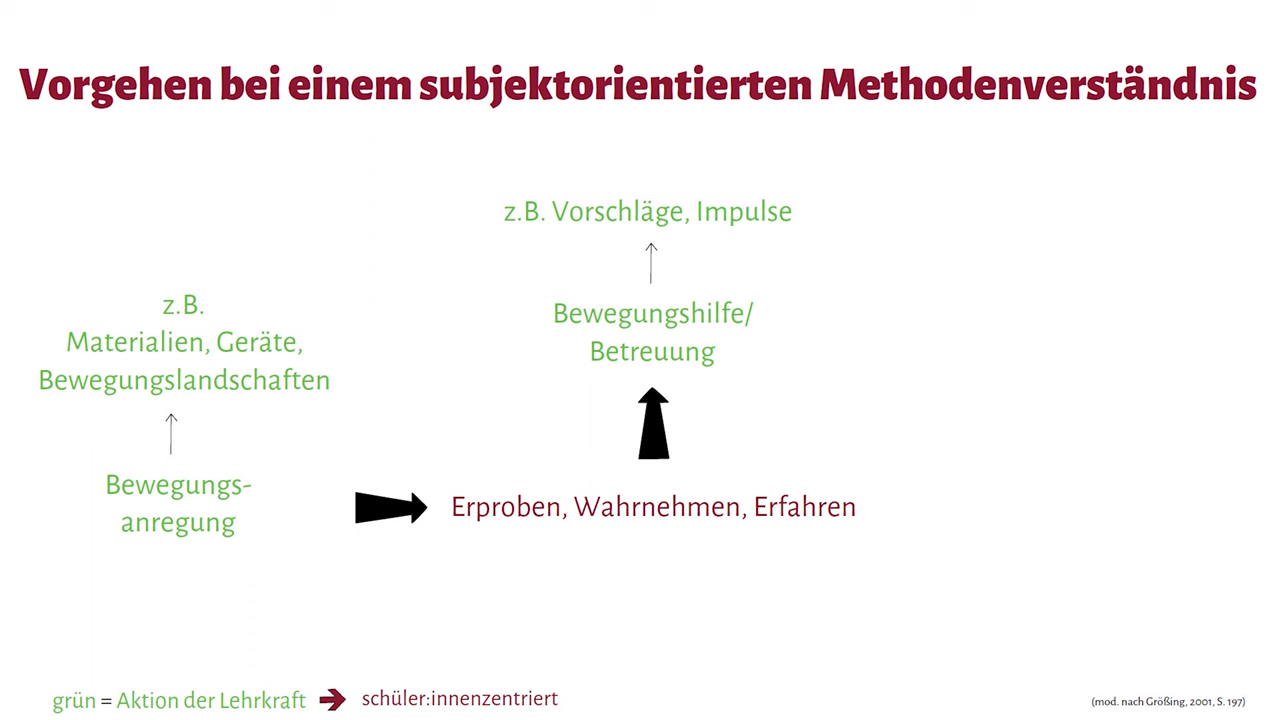 Vorgehen bei einem subjektorientierten Methodenverständnis
z.B. Vorschläge, Impulse
z.B.
Materialien, Geräte,
Bewegungslandschaften
Bewegungshilfe/
Betreuung
Bewegungs-
anregung
Erproben, Wahrnehmen, Erfahren
grün = Aktion der Lehrkraft
schüler:innenzentriert
(mod. nach Größing, 2001, S. 197)